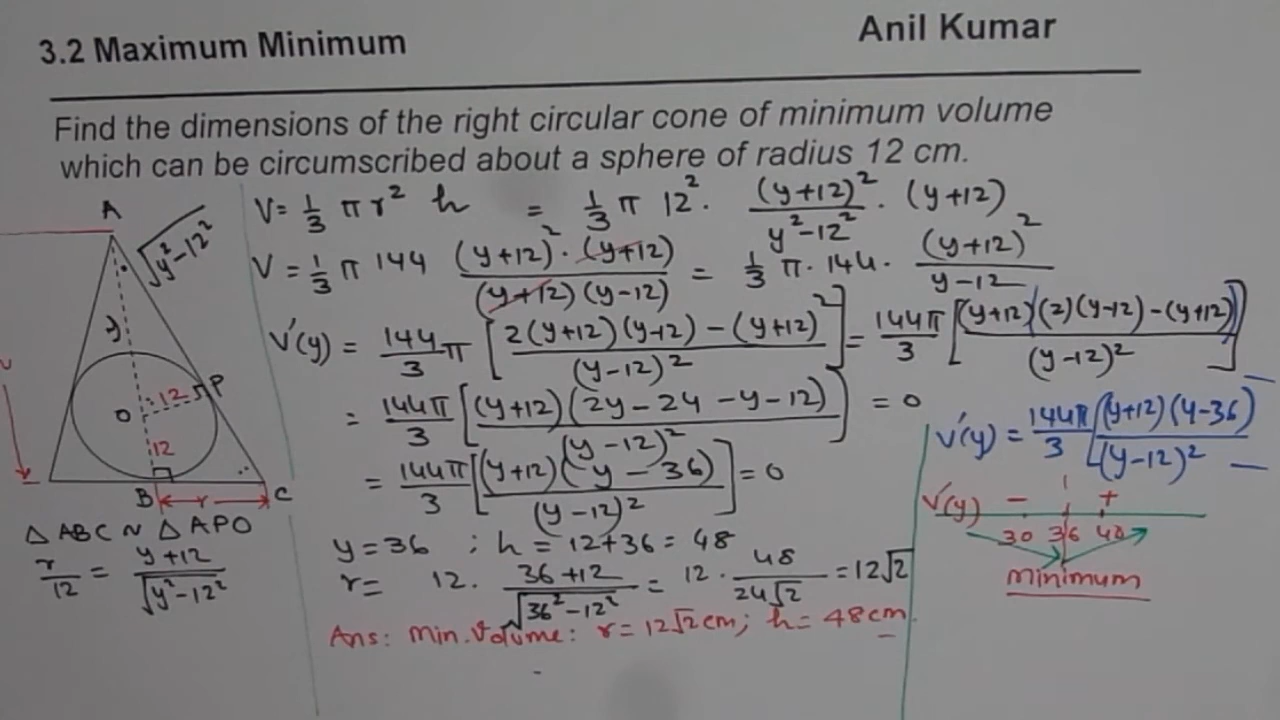 3.2 Maximum Minimum
Anil Kumar
Find the dimensions of the right circular cone of minimum volume
which can be circumscribed about a sphere of radius 12 cm.
A
√(y²-12²)
y
12
P
O
12
B
r
C
△ABC ~ △APO
r/12 = (y+12)/√(y²-12²)
V = 1/3 π r² h = 1/3 π 12² · (y+12)²/(y²-12²) · (y+12)
V = 1/3 π 144 (y+12)²·(y+12)/((y+12)(y-12)) = 1/3 π · 144 · (y+12)²/(y-12)
V'(y) = 144/3 π [(2(y+12)(y-12) - (y+12)²)/(y-12)²] = 144π/3 [(y+12)(2)(y-12)-(y+12))/(y-12)²]
= 144π/3 [(y+12)(2y-24-y-12)/(y-12)²] = 0
= 144π/3 [(y+12)(y-36)/(y-12)²] = 0
y = 36 ; h = 12+36 = 48
r = 12 · (36+12)/√(36²-12²) = 12 · 48/(24√2) = 12√2
Ans: Min. Volume: r = 12√2 cm; h = 48 cm
V'(y) = 144π/3 [(y+12)(y-36)/(y-12)²
V'(y) - +
30 36 40
minimum